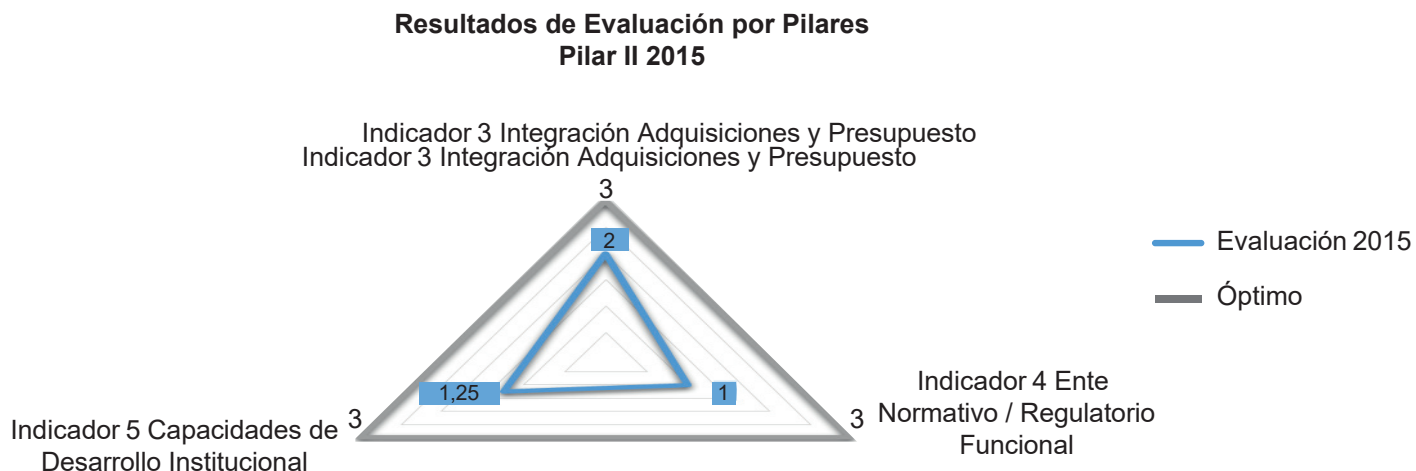 Resultados de Evaluación por Pilares
Pilar II 2015
Indicador 3 Integración Adquisiciones y Presupuesto
Indicador 3 Integración Adquisiciones y Presupuesto
3
2
Evaluación 2015
Óptimo
1,25
1
3
Indicador 5 Capacidades de
Desarrollo Institucional
3
Indicador 4 Ente
Normativo / Regulatorio
Funcional